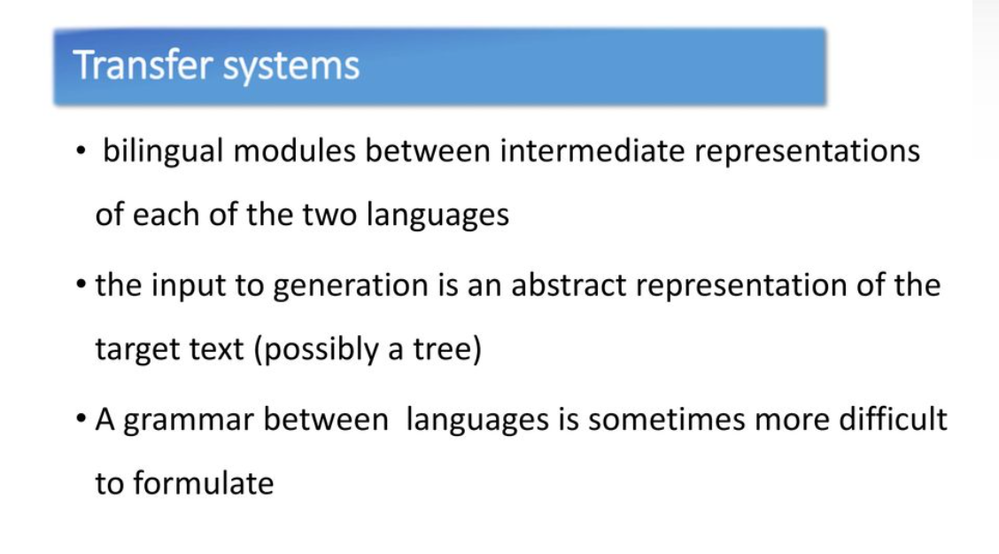 Transfer systems
• bilingual modules between intermediate representations
of each of the two languages
• the input to generation is an abstract representation of the
target text (possibly a tree)
• A grammar between  languages is sometimes more difficult
to formulate